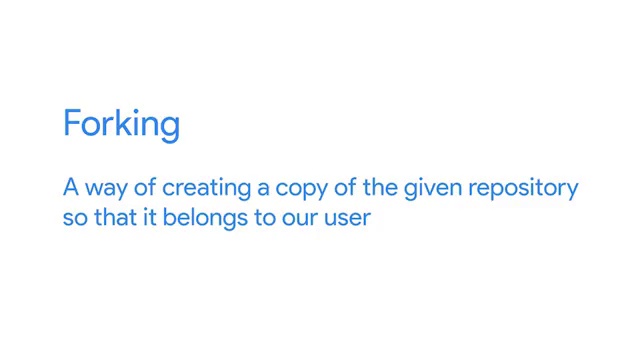 Forking
A way of creating a copy of the given repository
so that it belongs to our user